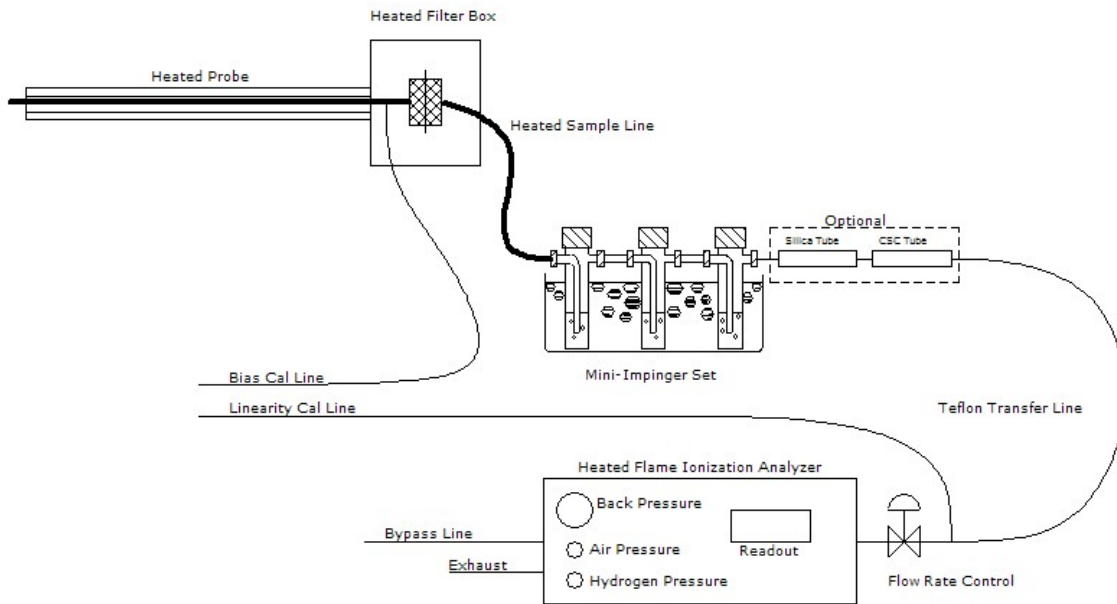 Heated Filter Box
Heated Probe
Heated Sample Line
Optional
Silica Tube
CSC Tube
Mini-Impinger Set
Bias Cal Line
Linearity Cal Line
Teflon Transfer Line
Heated Flame Ionization Analyzer
Back Pressure
Bypass Line
Air Pressure
Readout
Exhaust
Hydrogen Pressure
Flow Rate Control